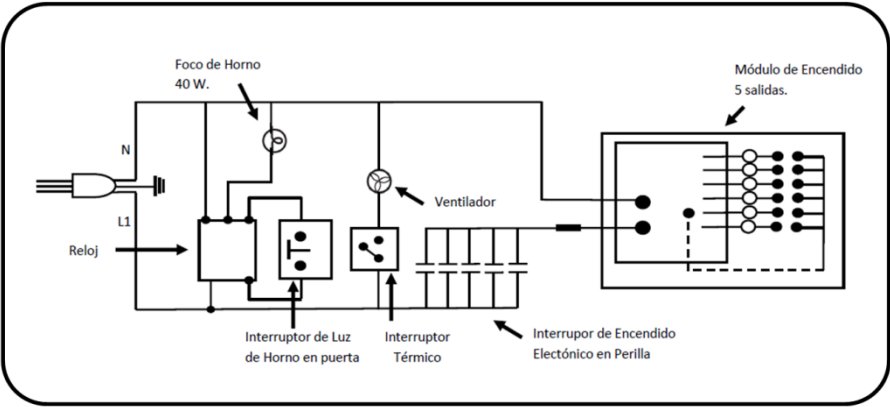 Foco de Horno
40 W.
Módulo de Encendido
5 salidas.
N
Ventilador
L1
Reloj
Interruptor de Luz
de Horno en puerta
Interruptor
Térmico
Interrupor de Encendido
Electónico en Perilla